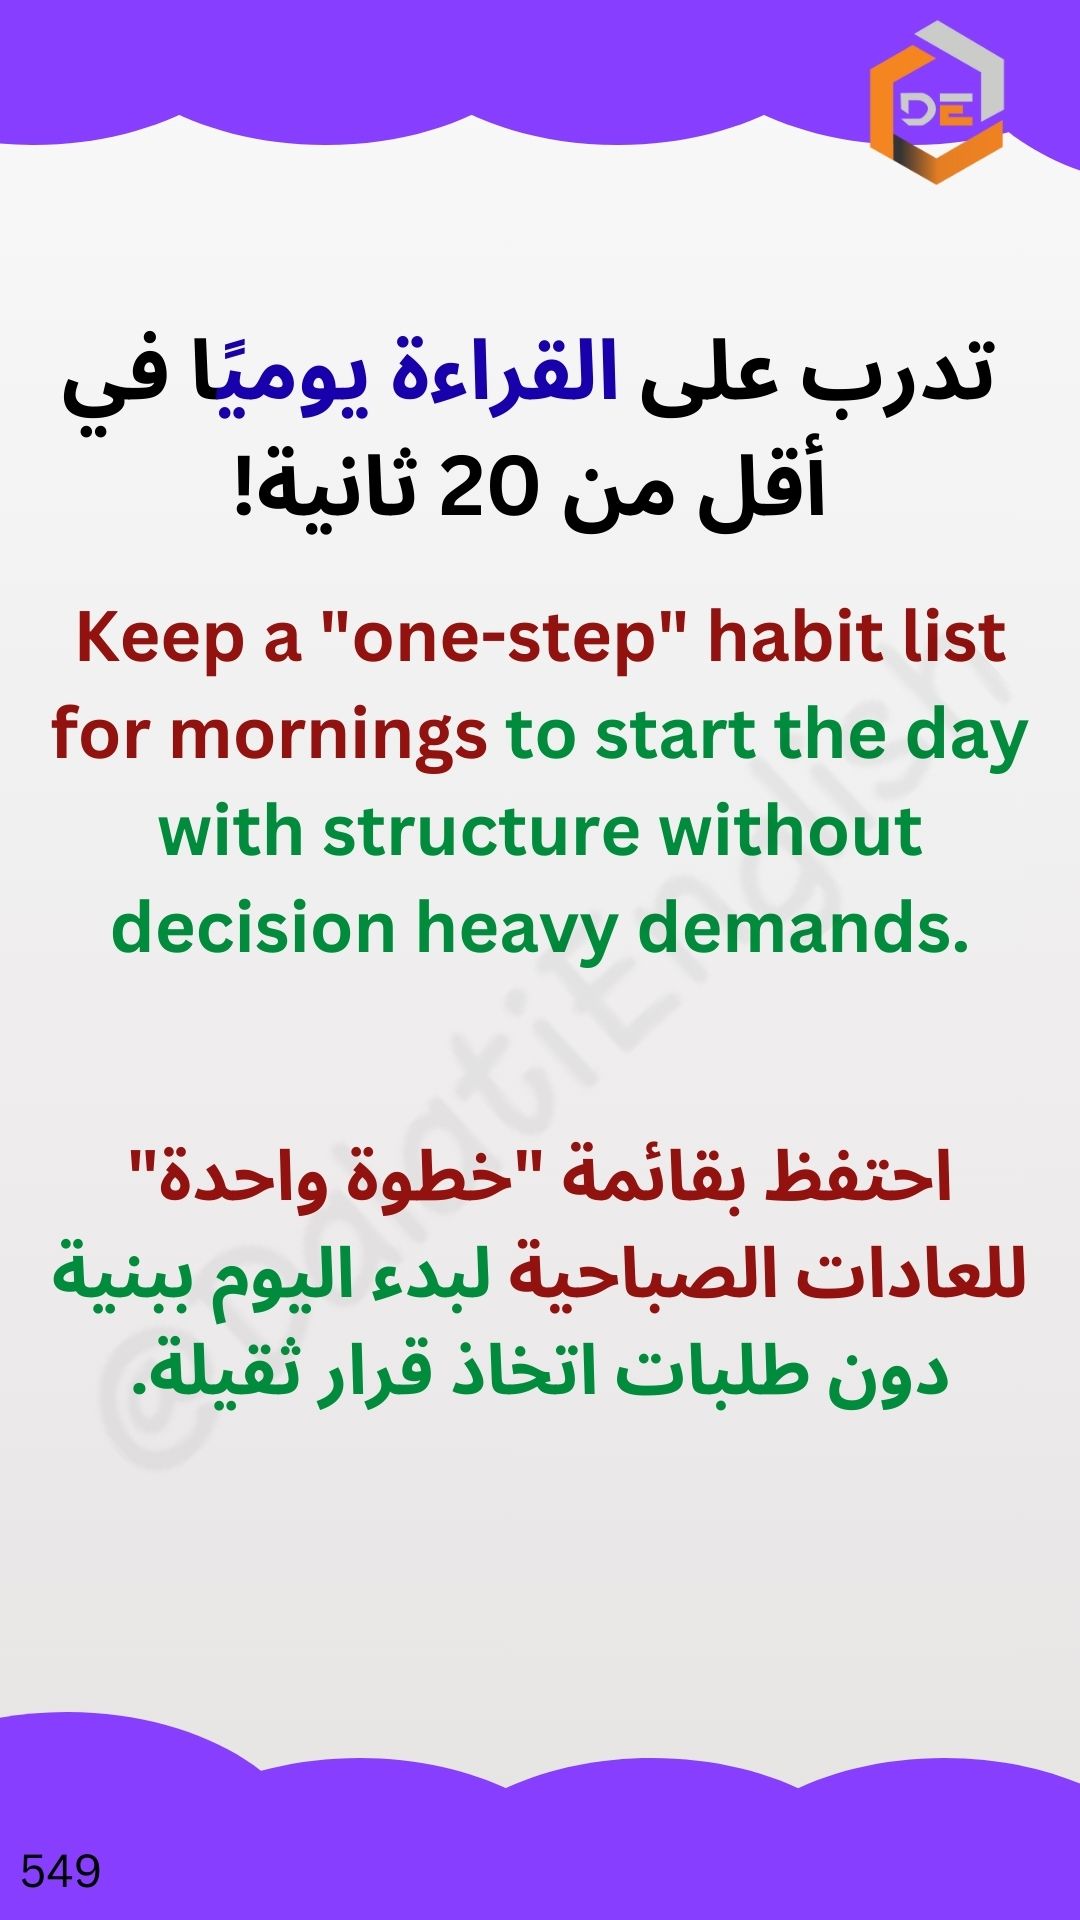 DE
تدرب على القراءة يوميًا في
أقل من 20 ثانية!
Keep a "one-step" habit list
for mornings to start the day
with structure without
decision heavy demands.
احتفظ بقائمة "خطوة واحدة"
للعادات الصباحية لبدء اليوم ببنية
دون طلبات اتخاذ قرار ثقيلة.
@DalatiEnglish
549